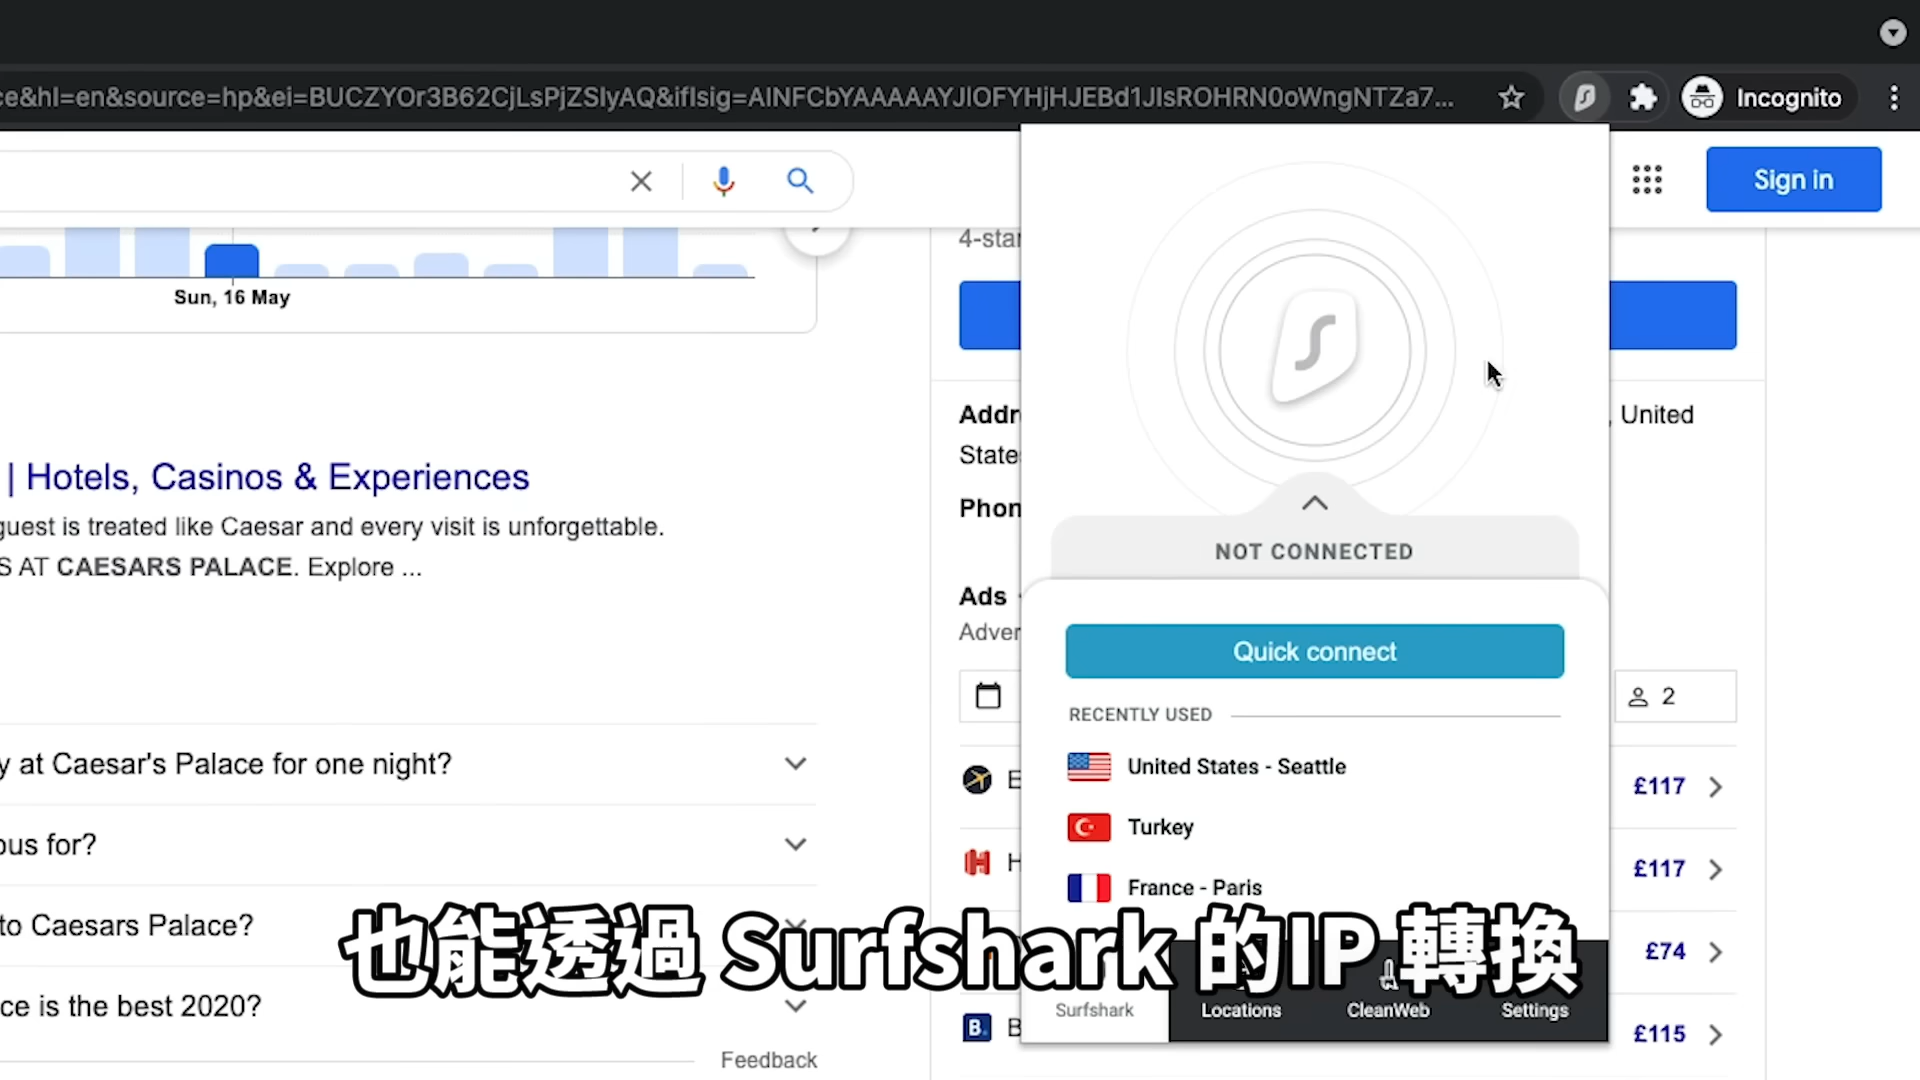 ce&hl=en&source=hp&ei=BUCZYOr3B62CjLsPjZSIyAQ&iflsig=AINFCbYAAAAAYJlOFYHjHJEBd1JIsROHRN0oWngNTZa7...
Incognito
Sign in
Sun, 16 May
| Hotels, Casinos & Experiences
guest is treated like Caesar and every visit is unforgettable.
S AT CAESARS PALACE. Explore ...
y at Caesar's Palace for one night?
ous for?
to Caesars Palace?
ce is the best 2020?
Feedback
4-star
Addr
, United
State
Phon
Ads
Adver
2
E
£117
H
£117
£74
B.
B
£115
NOT CONNECTED
Quick connect
RECENTLY USED
United States - Seattle
Turkey
France - Paris
Surfshark
Locations
CleanWeb
Settings
也能透過 Surfshark 的IP 轉換